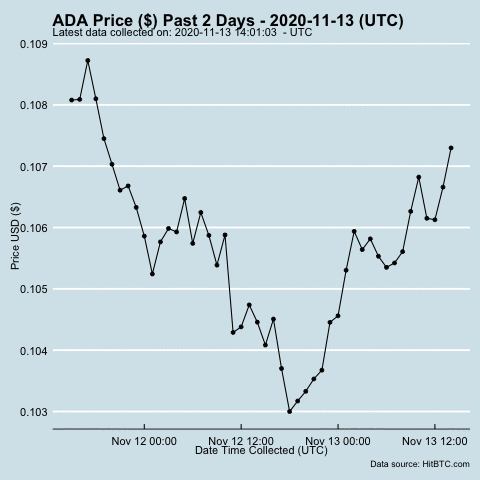 ADA Price ($) Past 2 Days - 2020-11-13 (UTC)
Latest data collected on: 2020-11-13 14:01:03 - UTC
0.109
0.108
0.107
0.106
0.105
0.104
0.103
Price USD ($)
Nov 12 00:00 Nov 12 12:00 Nov 13 00:00 Nov 13 12:00
Date Time Collected (UTC)
Data source: HitBTC.com